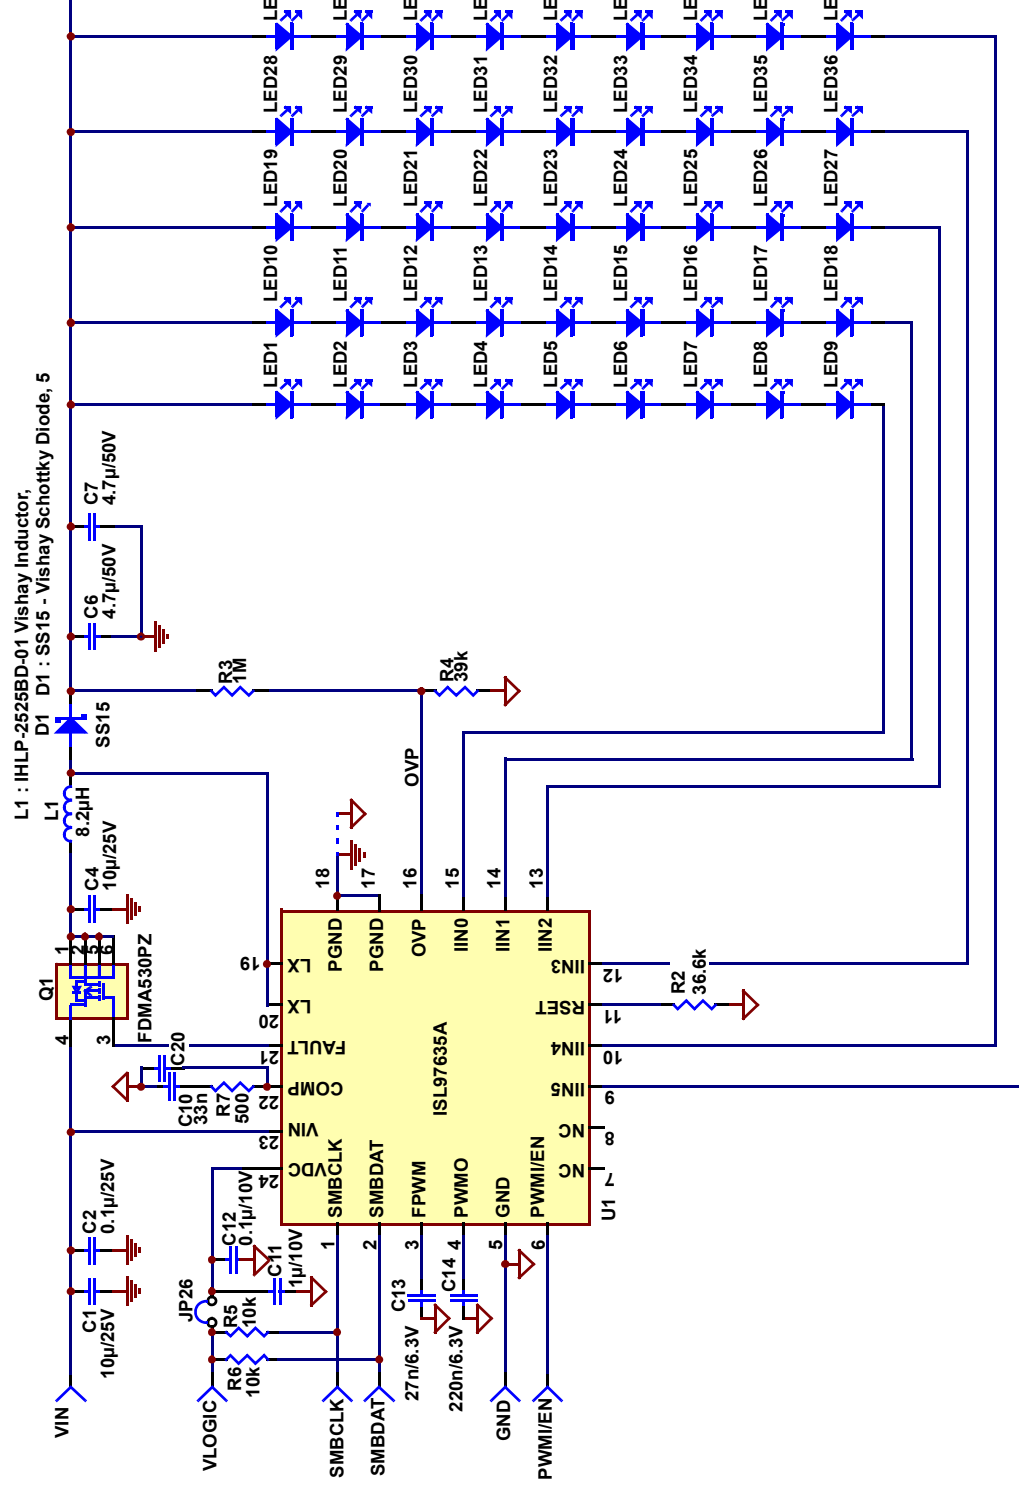 L1 : IHLP-2525BD-01 Vishay Inductor,
D1 : SS15 - Vishay Schottky Diode, 5
LED28
LED29
LED30
LED31
LED32
LED33
LED34
LED35
LED36
LED19
LED20
LED21
LED22
LED23
LED24
LED25
LED26
LED27
LED10
LED11
LED12
LED13
LED14
LED15
LED16
LED17
LED18
LED1
LED2
LED3
LED4
LED5
LED6
LED7
LED8
LED9
C7
4.7µ/50V
C6
4.7µ/50V
R3
1M
R4
39k
D1
SS15
OVP
L1
8.2µH
C4
10µ/25V
Q1
FDMA530PZ
1
2
5
6
4
3
C20
C10
33n
R7
500
C2
0.1µ/25V
C1
10µ/25V
VIN
C12
0.1µ/10V
C11
1µ/10V
JP26
R5
10k
R6
10k
VLOGIC
SMBCLK
SMBDAT
C13
27n/6.3V
C14
220n/6.3V
GND
PWMI/EN
ISL97635A
U1
1
SMBCLK
2
SMBDAT
3
FPWM
4
PWMO
5
GND
6
PWMI/EN
7
NC
8
NC
9
IIN5
10
IIN4
11
RSET
12
IIN3
13
IIN2
14
IIN1
15
IIN0
16
OVP
17
PGND
18
PGND
19
LX
20
LX
21
FAULT
22
COMP
23
VIN
24
VDC
R2
36.6k